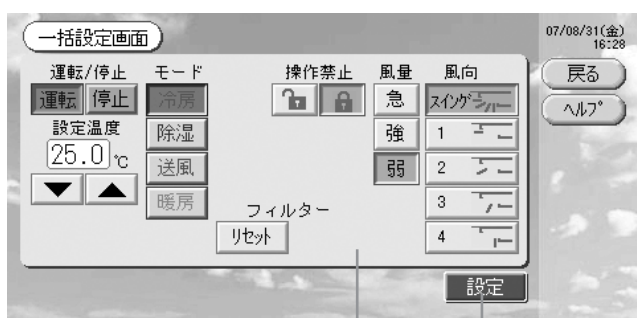 一括設定画面
07/08/31(金)
16:28
運転/停止 モード 操作禁止 風量 風向
運転 停止 冷房 急 スイング
設定温度 除湿 強 1
25.0 ℃ 送風 弱 2
暖房 3
フィルター
リセット 4
設定
戻る
ヘルプ